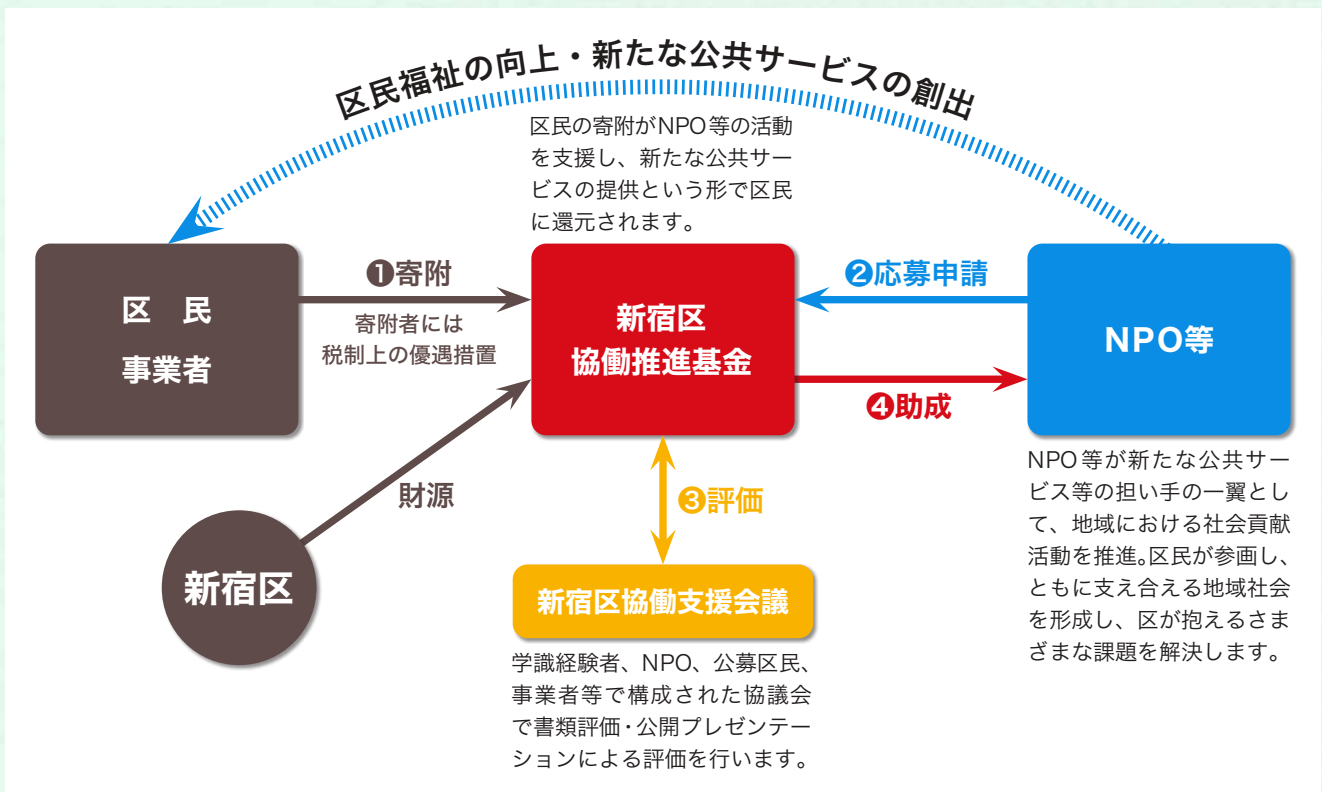 区民福祉の向上・新たな公共サービスの創出
区民の寄附がNPO等の活動
を支援し、新たな公共サー
ビスの提供という形で区民
に還元されます。
区　民
事業者
❶寄附
寄附者には
税制上の優遇措置
新宿区
協働推進基金
❷応募申請
❹助成
NPO等
NPO等が新たな公共サー
ビス等の担い手の一翼とし
て、地域における社会貢献
活動を推進。区民が参画し、
ともに支え合える地域社会
を形成し、区が抱えるさま
ざまな課題を解決します。
財源
新宿区
❸評価
新宿区協働支援会議
学識経験者、NPO、公募区民、
事業者等で構成された協議会
で書類評価・公開プレゼンテー
ションによる評価を行います。